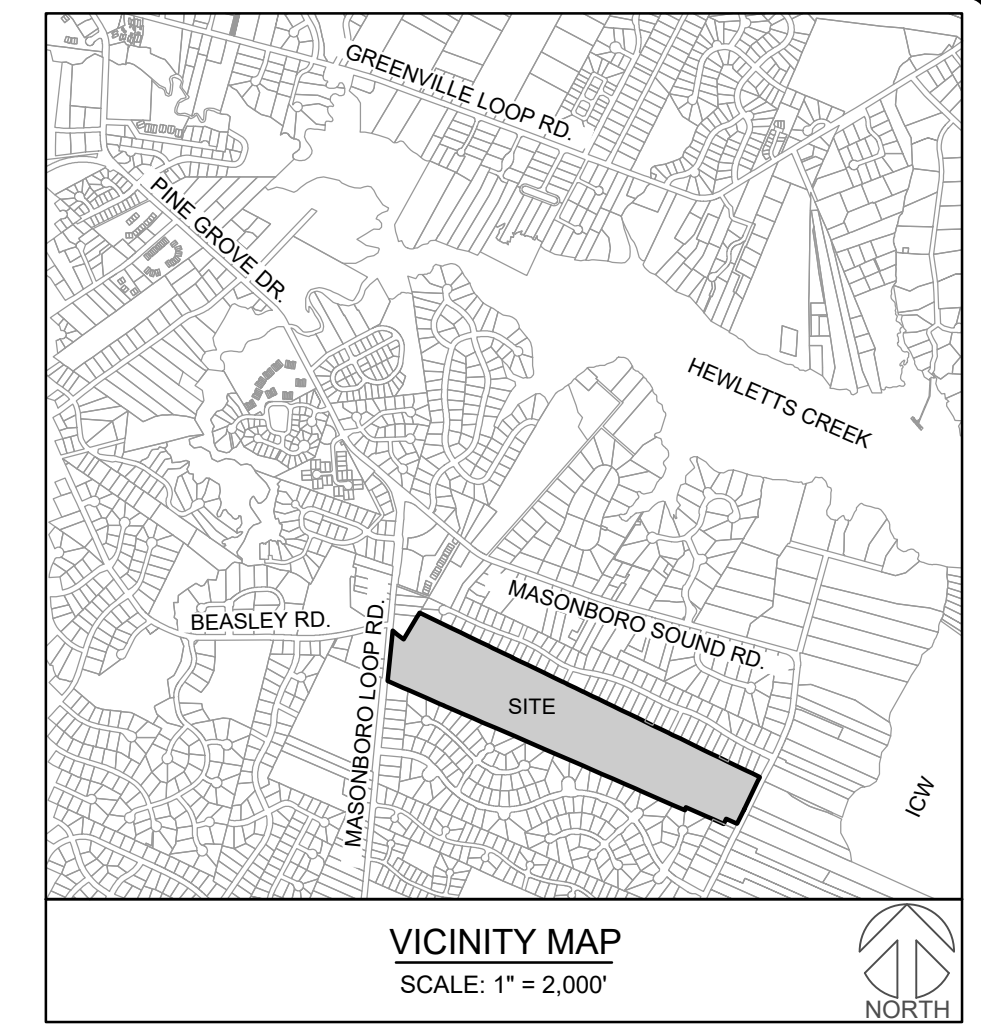 GREENVILLE LOOP RD.
PINE GROVE DR.
HEWLETTS CREEK
MASONBORO SOUND RD.
BEASLEY RD.
MASONBORO LOOP RD.
SITE
ICW
VICINITY MAP
SCALE: 1" = 2,000'
NORTH